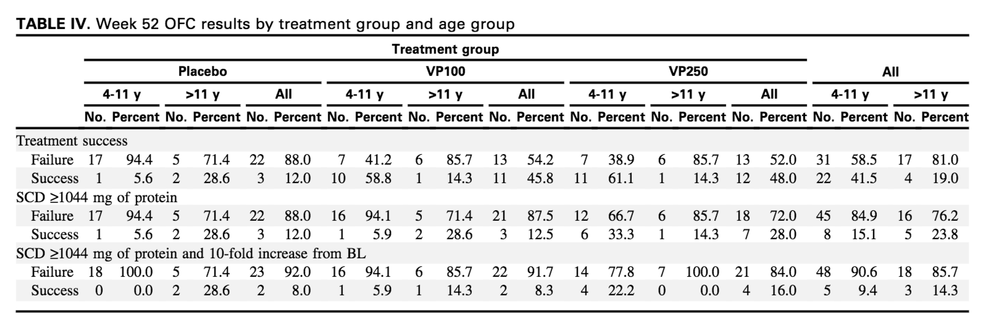 TABLE IV. Week 52 OFC results by treatment group and age group
Treatment group
Placebo VP100 VP250 All
4-11 y >11 y All 4-11 y >11 y All 4-11 y >11 y All 4-11 y >11 y
No. Percent No. Percent No. Percent No. Percent No. Percent No. Percent No. Percent No. Percent No. Percent No. Percent No. Percent
Treatment success
Failure 17 94.4 5 71.4 22 88.0 7 41.2 6 85.7 13 54.2 7 38.9 6 85.7 13 52.0 31 58.5 17 81.0
Success 1 5.6 2 28.6 3 12.0 10 58.8 1 14.3 11 45.8 11 61.1 1 14.3 12 48.0 22 41.5 4 19.0
SCD ≥1044 mg of protein
Failure 17 94.4 5 71.4 22 88.0 16 94.1 5 71.4 21 87.5 12 66.7 6 85.7 18 72.0 45 84.9 16 76.2
Success 1 5.6 2 28.6 3 12.0 1 5.9 2 28.6 3 12.5 6 33.3 1 14.3 7 28.0 8 15.1 5 23.8
SCD ≥1044 mg of protein and 10-fold increase from BL
Failure 18 100.0 5 71.4 23 92.0 16 94.1 6 85.7 22 91.7 14 77.8 7 100.0 21 84.0 48 90.6 18 85.7
Success 0 0.0 2 28.6 2 8.0 1 5.9 1 14.3 2 8.3 4 22.2 0 0.0 4 16.0 5 9.4 3 14.3